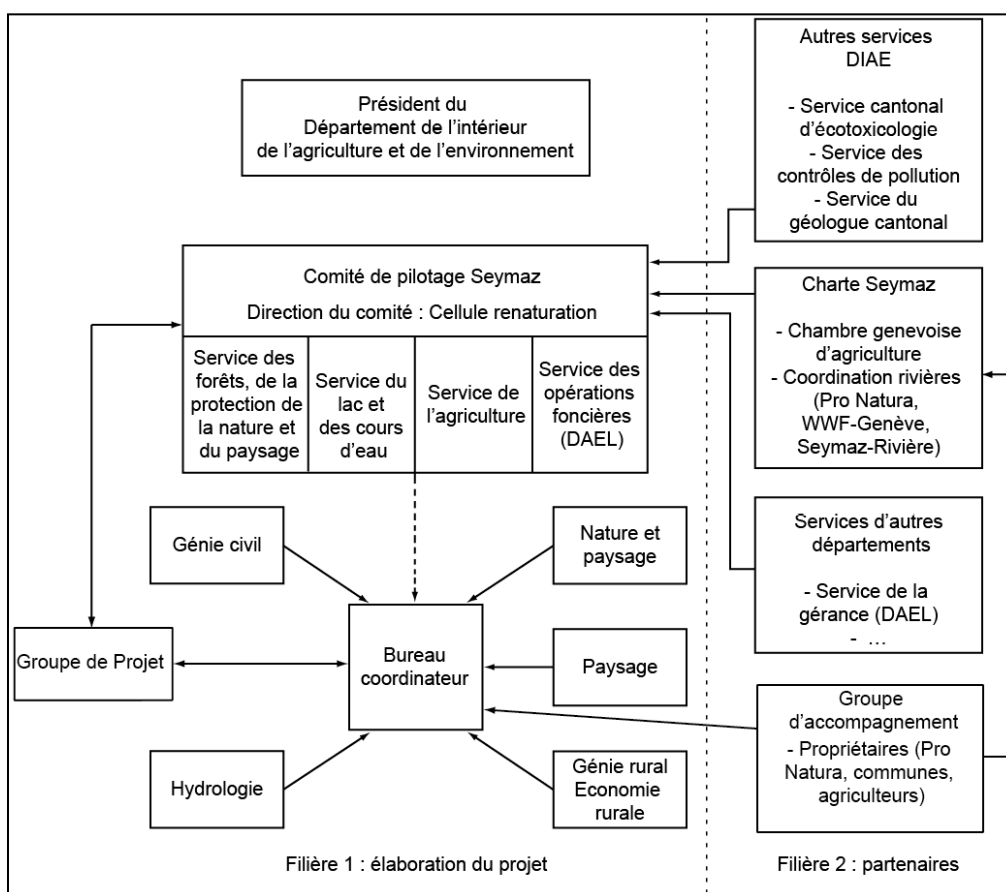 Président du
Département de l'intérieur
de l'agriculture et de l'environnement
Comité de pilotage Seymaz
Direction du comité : Cellule renaturation
Service des
forêts, de la
protection de
la nature et
du paysage
Service du
lac et
des cours
d'eau
Service de
l'agriculture
Service des
opérations
foncières
(DAEL)
Génie civil
Nature et
paysage
Groupe de Projet
Bureau
coordinateur
Paysage
Hydrologie
Génie rural
Economie
rurale
Filière 1 : élaboration du projet
Autres services
DIAE
- Service cantonal
d'écotoxicologie
- Service des
contrôles de pollution
- Service du
géologue cantonal
Charte Seymaz
- Chambre genevoise
d'agriculture
- Coordination rivières
(Pro Natura,
WWF-Genève,
Seymaz-Rivière)
Services d'autres
départements
- Service de la
gérance (DAEL)
- ...
Groupe
d'accompagnement
- Propriétaires (Pro
Natura, communes,
agriculteurs)
Filière 2 : partenaires